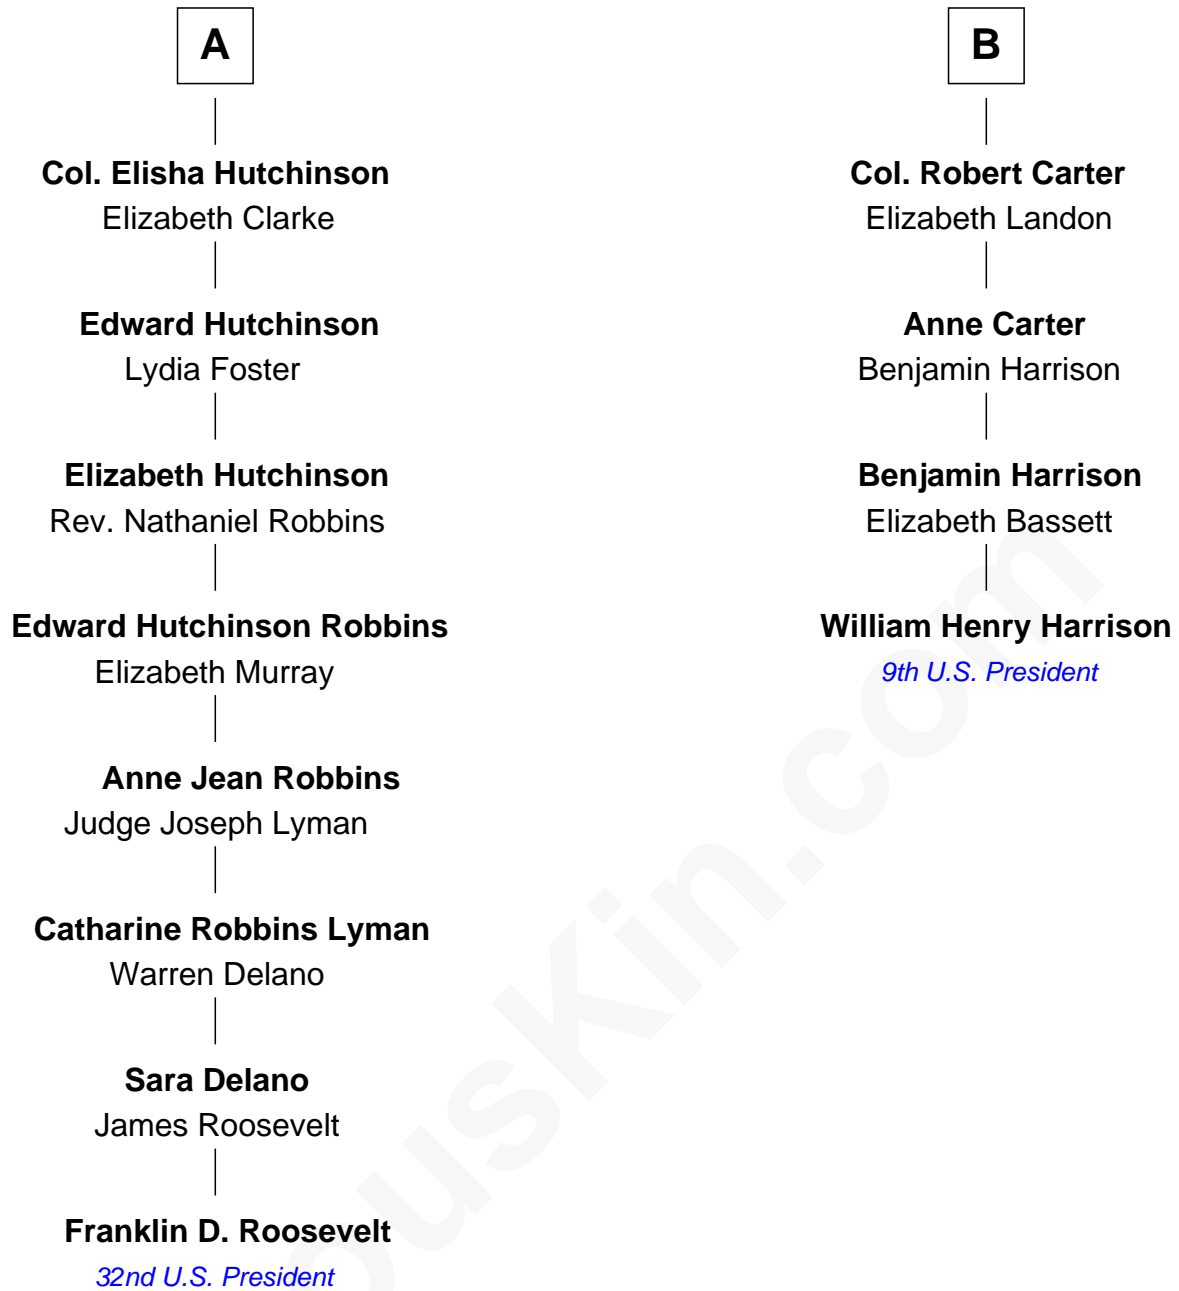 A
Col. Elisha Hutchinson
Elizabeth Clarke
Edward Hutchinson
Lydia Foster
Elizabeth Hutchinson
Rev. Nathaniel Robbins
Edward Hutchinson Robbins
Elizabeth Murray
Anne Jean Robbins
Judge Joseph Lyman
Catharine Robbins Lyman
Warren Delano
Sara Delano
James Roosevelt
Franklin D. Roosevelt
32nd U.S. President
B
Col. Robert Carter
Elizabeth Landon
Anne Carter
Benjamin Harrison
Benjamin Harrison
Elizabeth Bassett
William Henry Harrison
9th U.S. President
ousKin.com